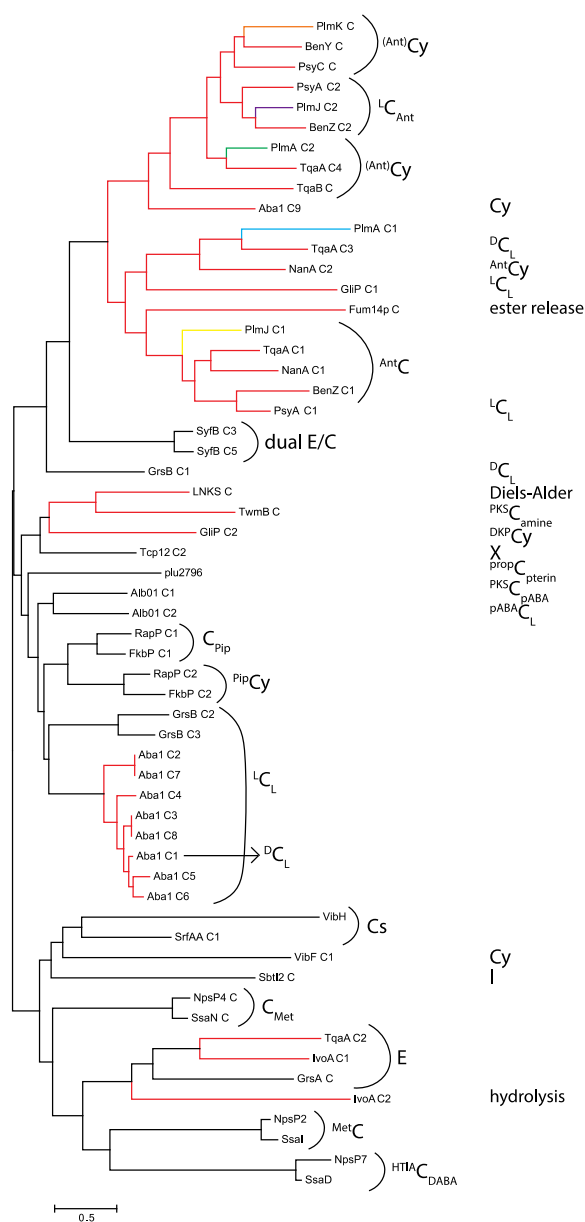 PlmK C
BenY C
PsyC C
(Ant)Cy
PsyA C2
PlmJ C2
BenZ C2
LCAnt
PlmA C2
TqaA C4
TqaB C
(Ant)Cy
Aba1 C9 Cy
PlmA C1
TqaA C3 DCL
NanA C2 AntCy
GliP C1 LCL
Fum14p C ester release
PlmJ C1
TqaA C1
NanA C1
BenZ C1
AntC
PsyA C1 LCL
SyfB C3
SyfB C5
dual E/C
GrsB C1 DCL
LNKS C Diels-Alder
TwmB C PKSCamine
GliP C2 DKPCy
Tcp12 C2 X
plu2796 propCpterin
Alb01 C1 PKSCpABA
Alb01 C2 pABACL
RapP C1
FkbP C1
CPip
RapP C2
FkbP C2
PipCy
GrsB C2
GrsB C3
Aba1 C2
Aba1 C7
LCL
Aba1 C4
Aba1 C3
Aba1 C8
Aba1 C1 DCL
Aba1 C5
Aba1 C6
VibH
SrfAA C1
Cs
VibF C1 Cy
SbtI2 C I
NpsP4 C
SsaN C
CMet
TqaA C2
IvoA C1
GrsA C
E
IvoA C2 hydrolysis
NpsP2
SsaI
MetC
NpsP7
SsaD
HTIACDABA
0.5